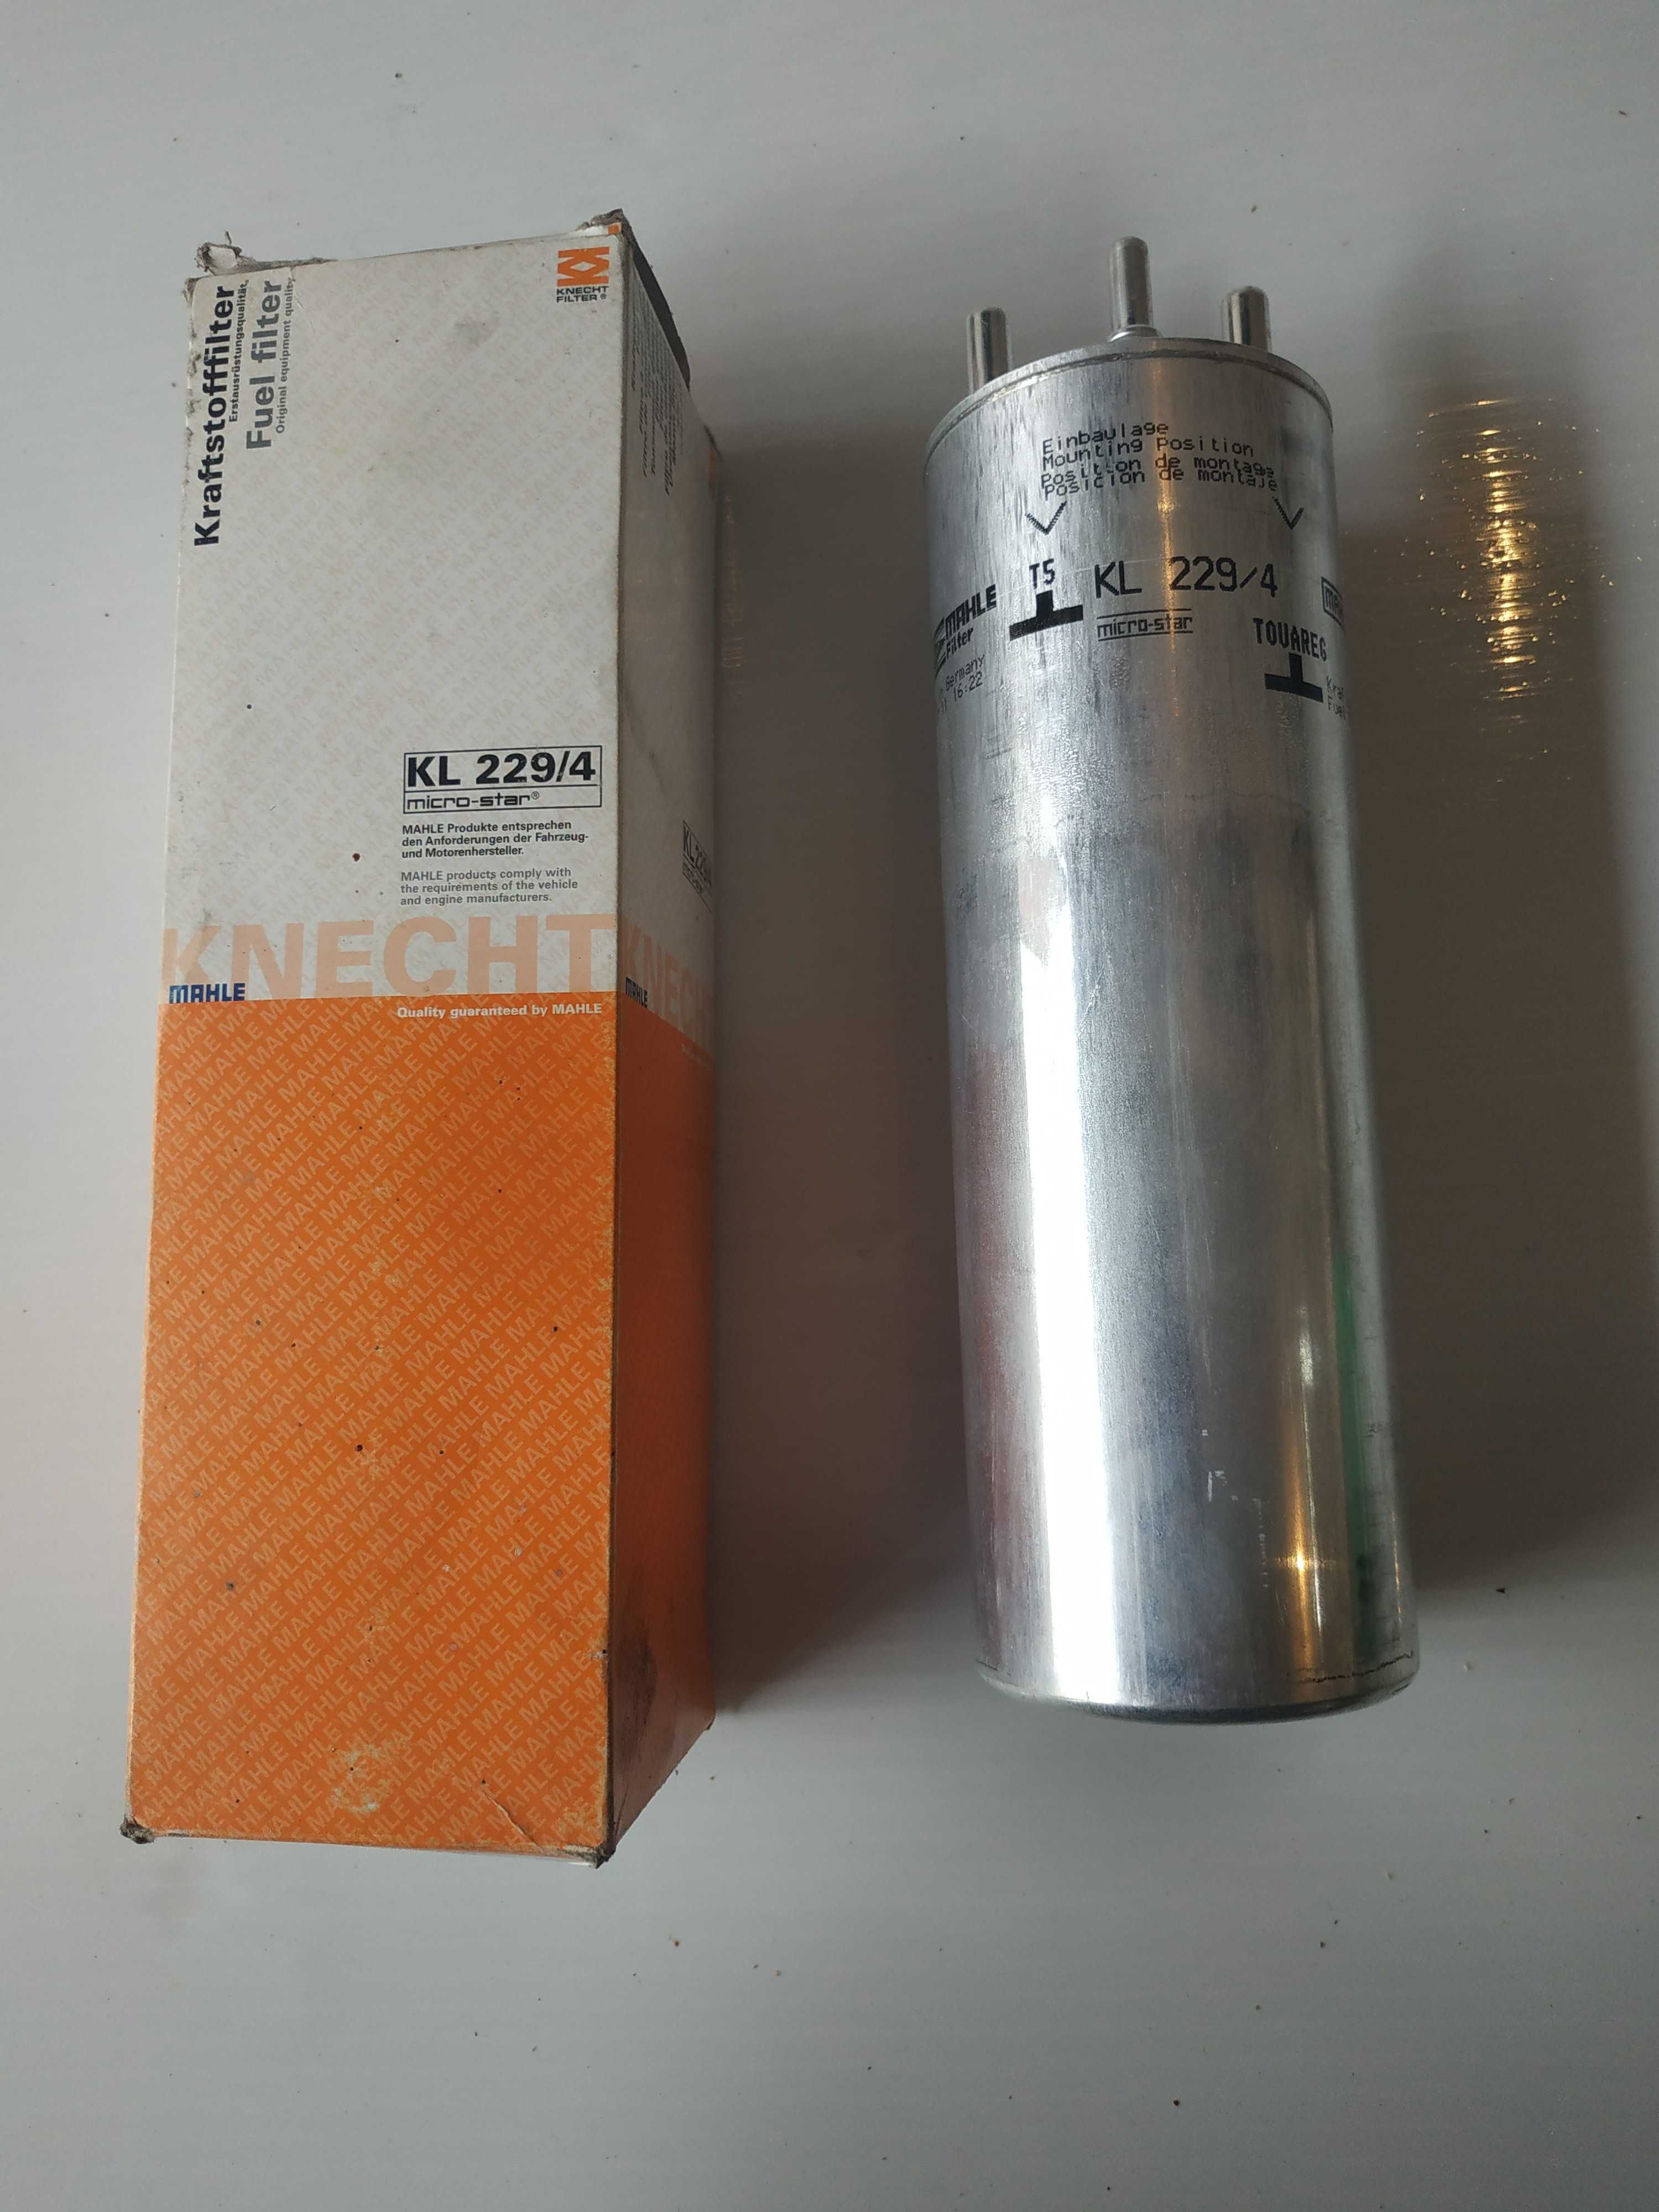 Kraftstofffilter
Erstausrüstungsqualität,
Fuel filter
Original equipment quality
KNECHT
FILTER®
KL 229/4
micro-star®
MAHLE Produkte entsprechen
den Anforderungen der Fahrzeug-
und Motorenhersteller.
MAHLE products comply with
the requirements of the vehicle
and engine manufacturers.
KNECHT
MAHLE
Quality guaranteed by MAHLE
KNECHT
MAHLE
Einbaulage
Mounting Position
Position de montage
Posicion de montaje
T5
KL 229/4
micro-star
MAHLE
Filter
Germany
16:22
TOUAREG